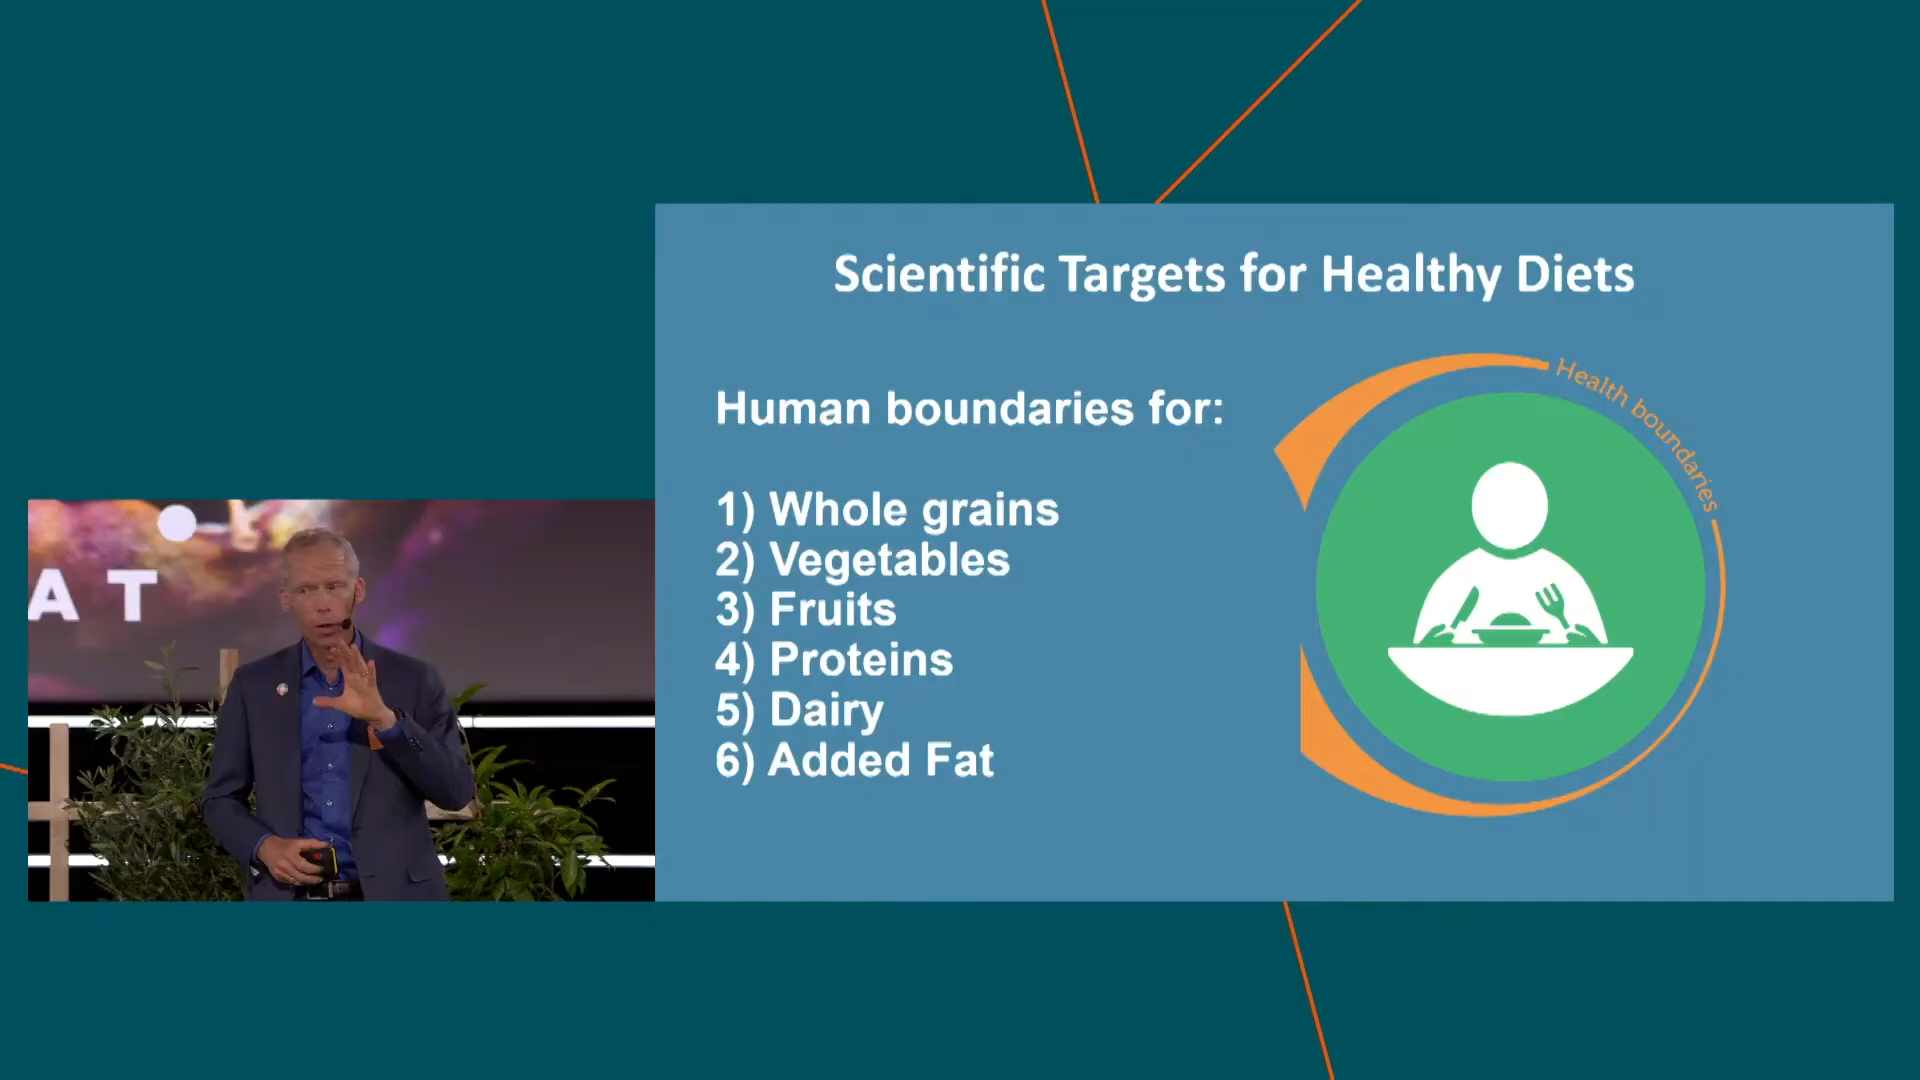 Scientific Targets for Healthy Diets
Health boundaries
Human boundaries for:
1) Whole grains
2) Vegetables
3) Fruits
4) Proteins
5) Dairy
6) Added Fat
AT